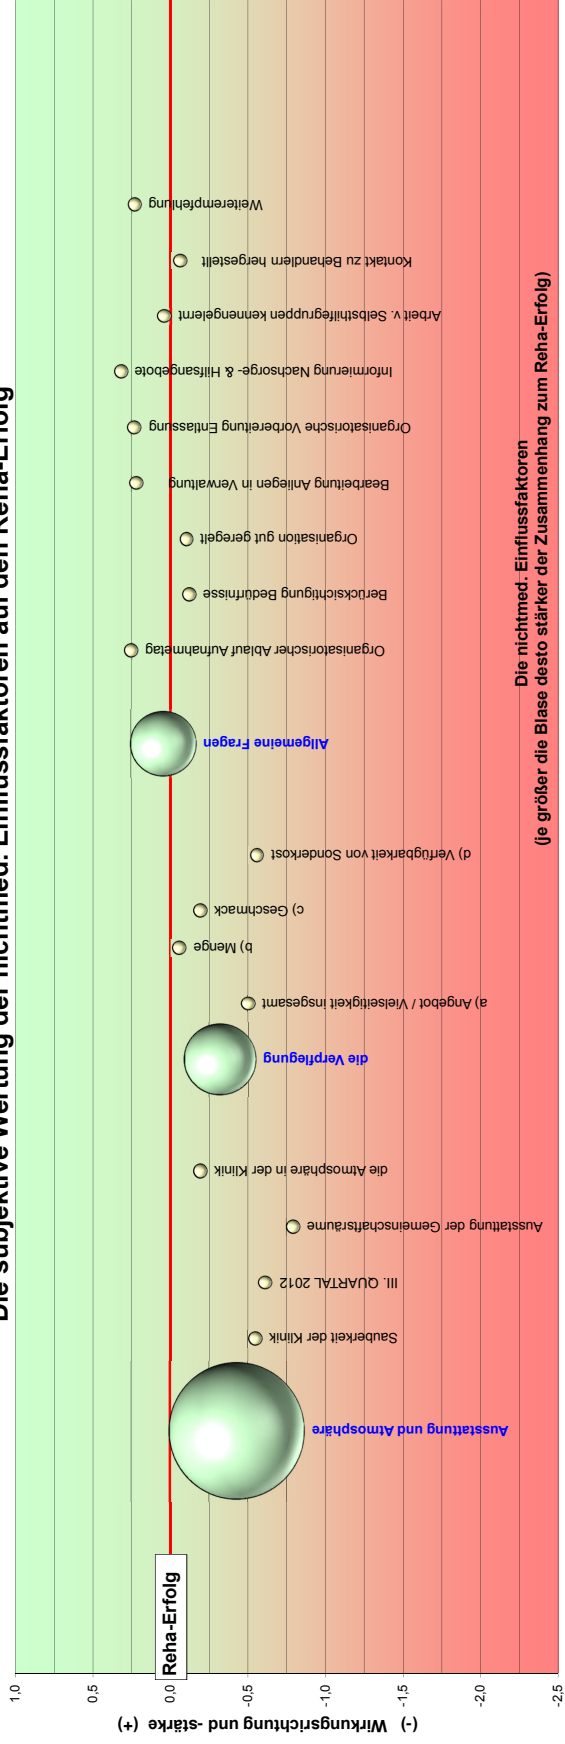 Die subjektive Wertung der nichtmed. Einflussfaktoren auf den Reha-Erfolg
1,0
0,5
0,0
-0,5
-1,0
-1,5
-2,0
-2,5
(-) Wirkungsrichtung und -stärke (+)
Reha-Erfolg
Ausstattung und Atmosphäre
Sauberkeit der Klinik
III. QUARTAL 2012
Ausstattung der Gemeinschaftsräume
die Atmosphäre in der Klinik
die Verpflegung
a) Angebot / Vielseitigkeit insgesamt
b) Menge
c) Geschmack
d) Verfügbarkeit von Sonderkost
Allgemeine Fragen
Organisatorischer Ablauf Aufnahmetag
Berücksichtigung Bedürfnisse
Organisation gut geregelt
Bearbeitung Anliegen in Verwaltung
Organisatorische Vorbereitung Entlassung
Informierung Nachsorge- & Hilfsangebote
Arbeit v. Selbsthilfegruppen kennengelernt
Kontakt zu Behandlern hergestellt
Weiterempfehlung
Die nichtmed. Einflussfaktoren
(je größer die Blase desto stärker der Zusammenhang zum Reha-Erfolg)